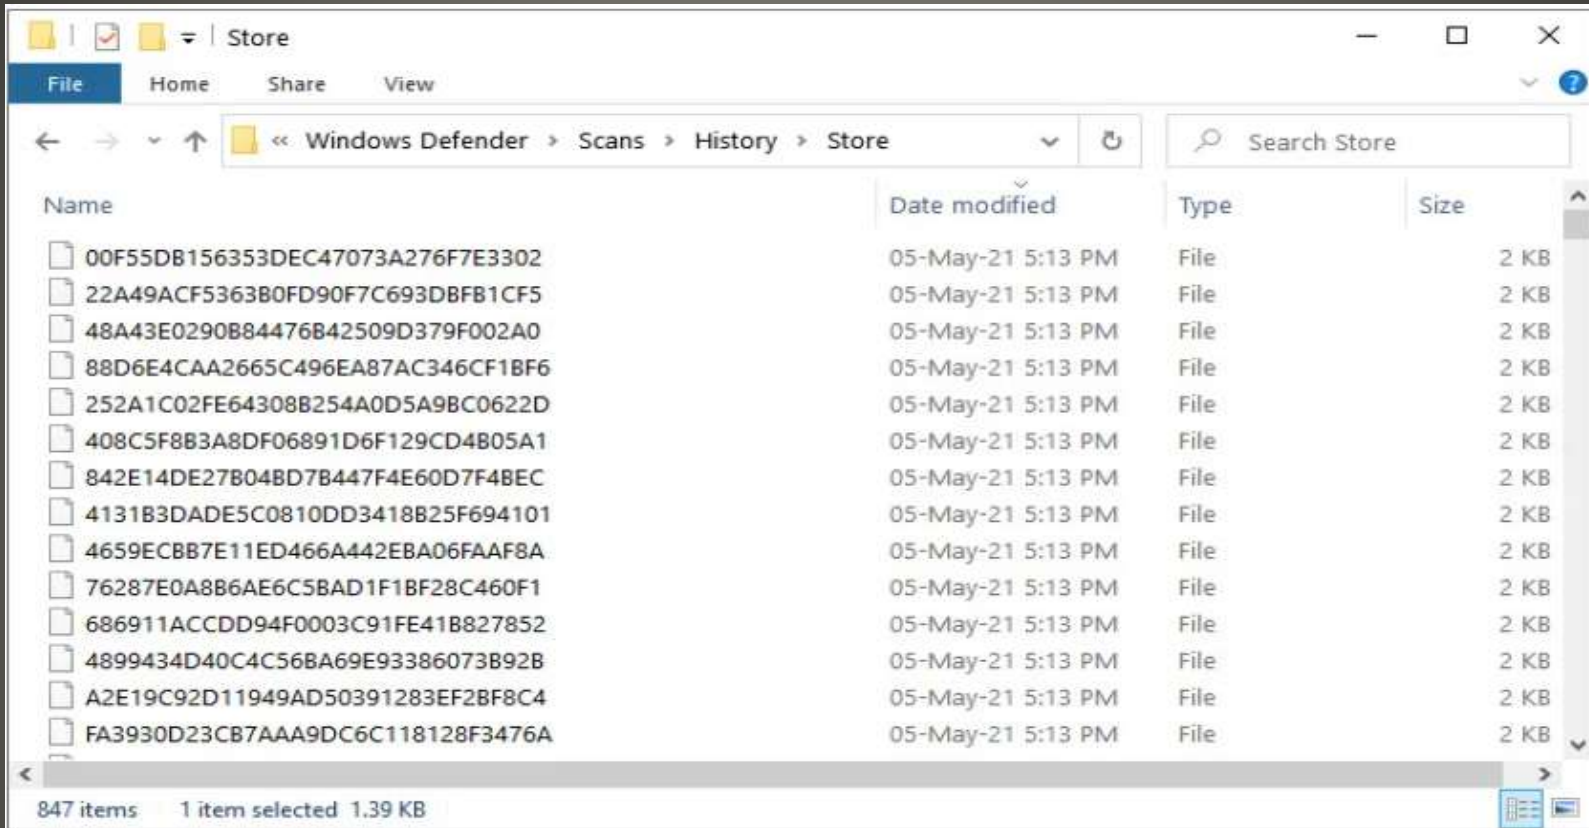 Store
File Home Share View
« Windows Defender > Scans > History > Store
Search Store
Name Date modified Type Size
00F55DB156353DEC47073A276F7E3302 05-May-21 5:13 PM File 2 KB
22A49ACF5363B0FD90F7C693DBFB1CF5 05-May-21 5:13 PM File 2 KB
48A43E0290B84476B42509D379F002A0 05-May-21 5:13 PM File 2 KB
88D6E4CAA2665C496EA87AC346CF1BF6 05-May-21 5:13 PM File 2 KB
252A1C02FE64308B254A0D5A9BC0622D 05-May-21 5:13 PM File 2 KB
408C5F8B3A8DF06891D6F129CD4B05A1 05-May-21 5:13 PM File 2 KB
842E14DE27B04BD7B447F4E60D7F4BEC 05-May-21 5:13 PM File 2 KB
4131B3DADE5C0810DD3418B25F694101 05-May-21 5:13 PM File 2 KB
4659ECBB7E11ED466A442EBA06FAAF8A 05-May-21 5:13 PM File 2 KB
76287E0A8B6AE6C5BAD1F1BF28C460F1 05-May-21 5:13 PM File 2 KB
686911ACCDD94F0003C91FE41B827852 05-May-21 5:13 PM File 2 KB
4899434D40C4C56BA69E93386073B92B 05-May-21 5:13 PM File 2 KB
A2E19C92D11949AD50391283EF2BF8C4 05-May-21 5:13 PM File 2 KB
FA3930D23CB7AAA9DC6C118128F3476A 05-May-21 5:13 PM File 2 KB
847 items 1 item selected 1.39 KB